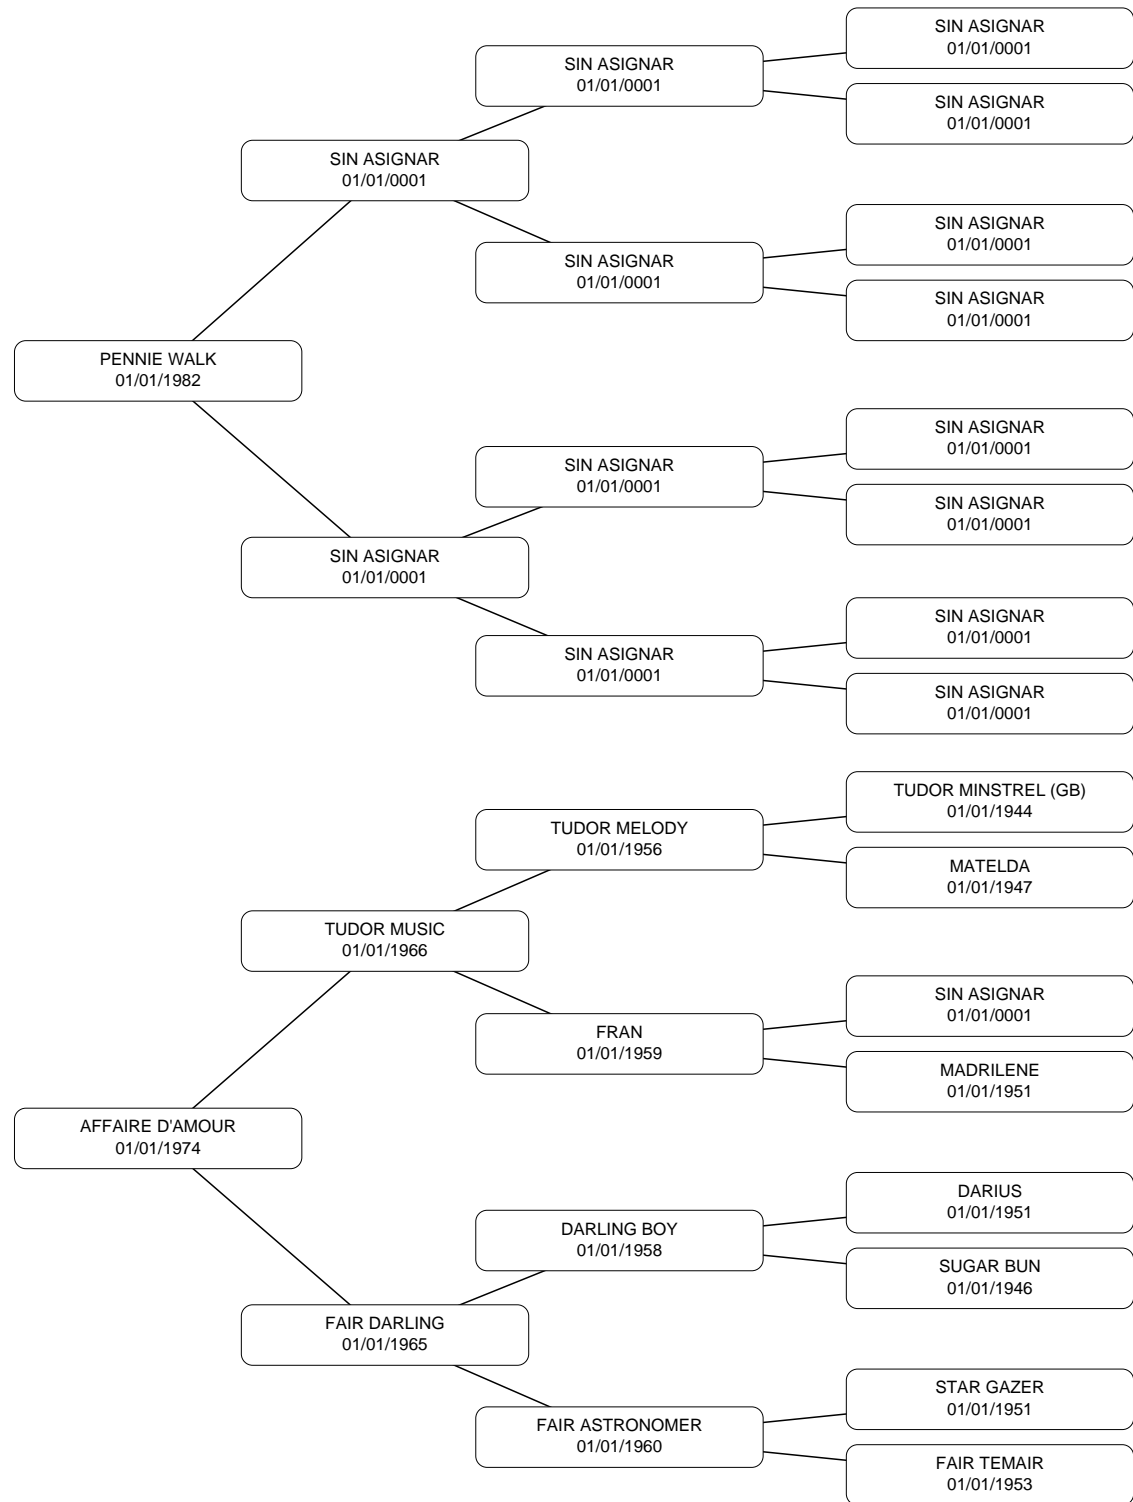 SIN ASIGNAR
01/01/0001
SIN ASIGNAR
01/01/0001
SIN ASIGNAR
01/01/0001
SIN ASIGNAR
01/01/0001
SIN ASIGNAR
01/01/0001
SIN ASIGNAR
01/01/0001
SIN ASIGNAR
01/01/0001
PENNIE WALK
01/01/1982
SIN ASIGNAR
01/01/0001
SIN ASIGNAR
01/01/0001
SIN ASIGNAR
01/01/0001
SIN ASIGNAR
01/01/0001
SIN ASIGNAR
01/01/0001
SIN ASIGNAR
01/01/0001
SIN ASIGNAR
01/01/0001
TUDOR MINSTREL (GB)
01/01/1944
TUDOR MELODY
01/01/1956
MATELDA
01/01/1947
TUDOR MUSIC
01/01/1966
SIN ASIGNAR
01/01/0001
FRAN
01/01/1959
MADRILENE
01/01/1951
AFFAIRE D'AMOUR
01/01/1974
DARIUS
01/01/1951
DARLING BOY
01/01/1958
SUGAR BUN
01/01/1946
FAIR DARLING
01/01/1965
STAR GAZER
01/01/1951
FAIR ASTRONOMER
01/01/1960
FAIR TEMAIR
01/01/1953